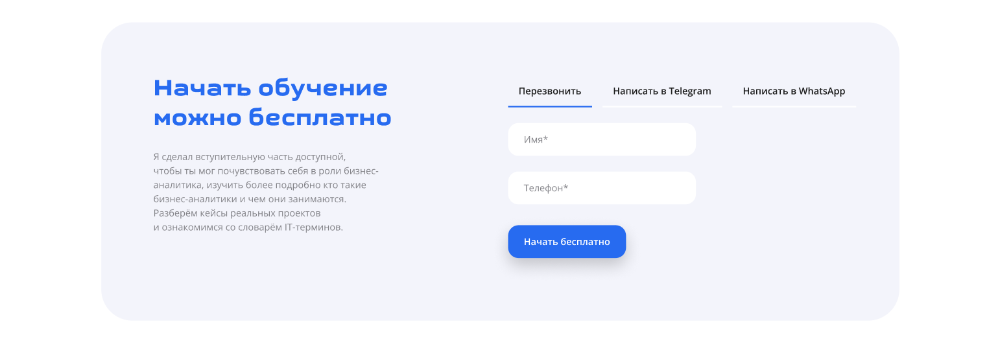 Начать обучение
можно бесплатно
Я сделал вступительную часть доступной,
чтобы ты мог почувствовать себя в роли бизнес-
аналитика, изучить более подробно кто такие
бизнес-аналитики и чем они занимаются.
Разберём кейсы реальных проектов
и ознакомимся со словарём IT-терминов.
Перезвонить
Написать в Telegram
Написать в WhatsApp
Имя*
Телефон*
Начать бесплатно